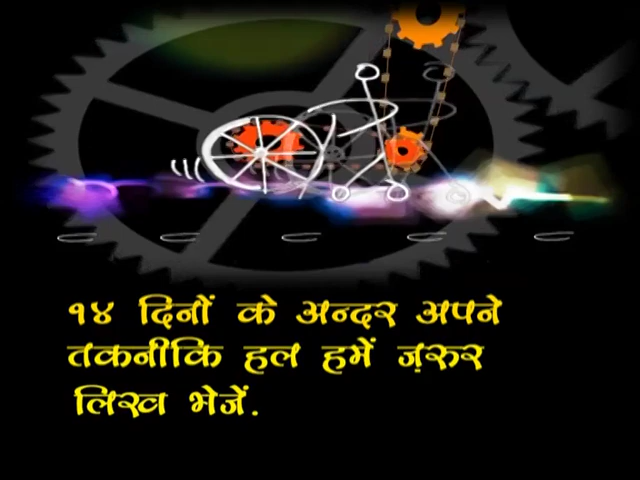 १४ दिनों के अन्दर अपने
तकनीकि हल हमें ज़रुर
लिख भेजें.